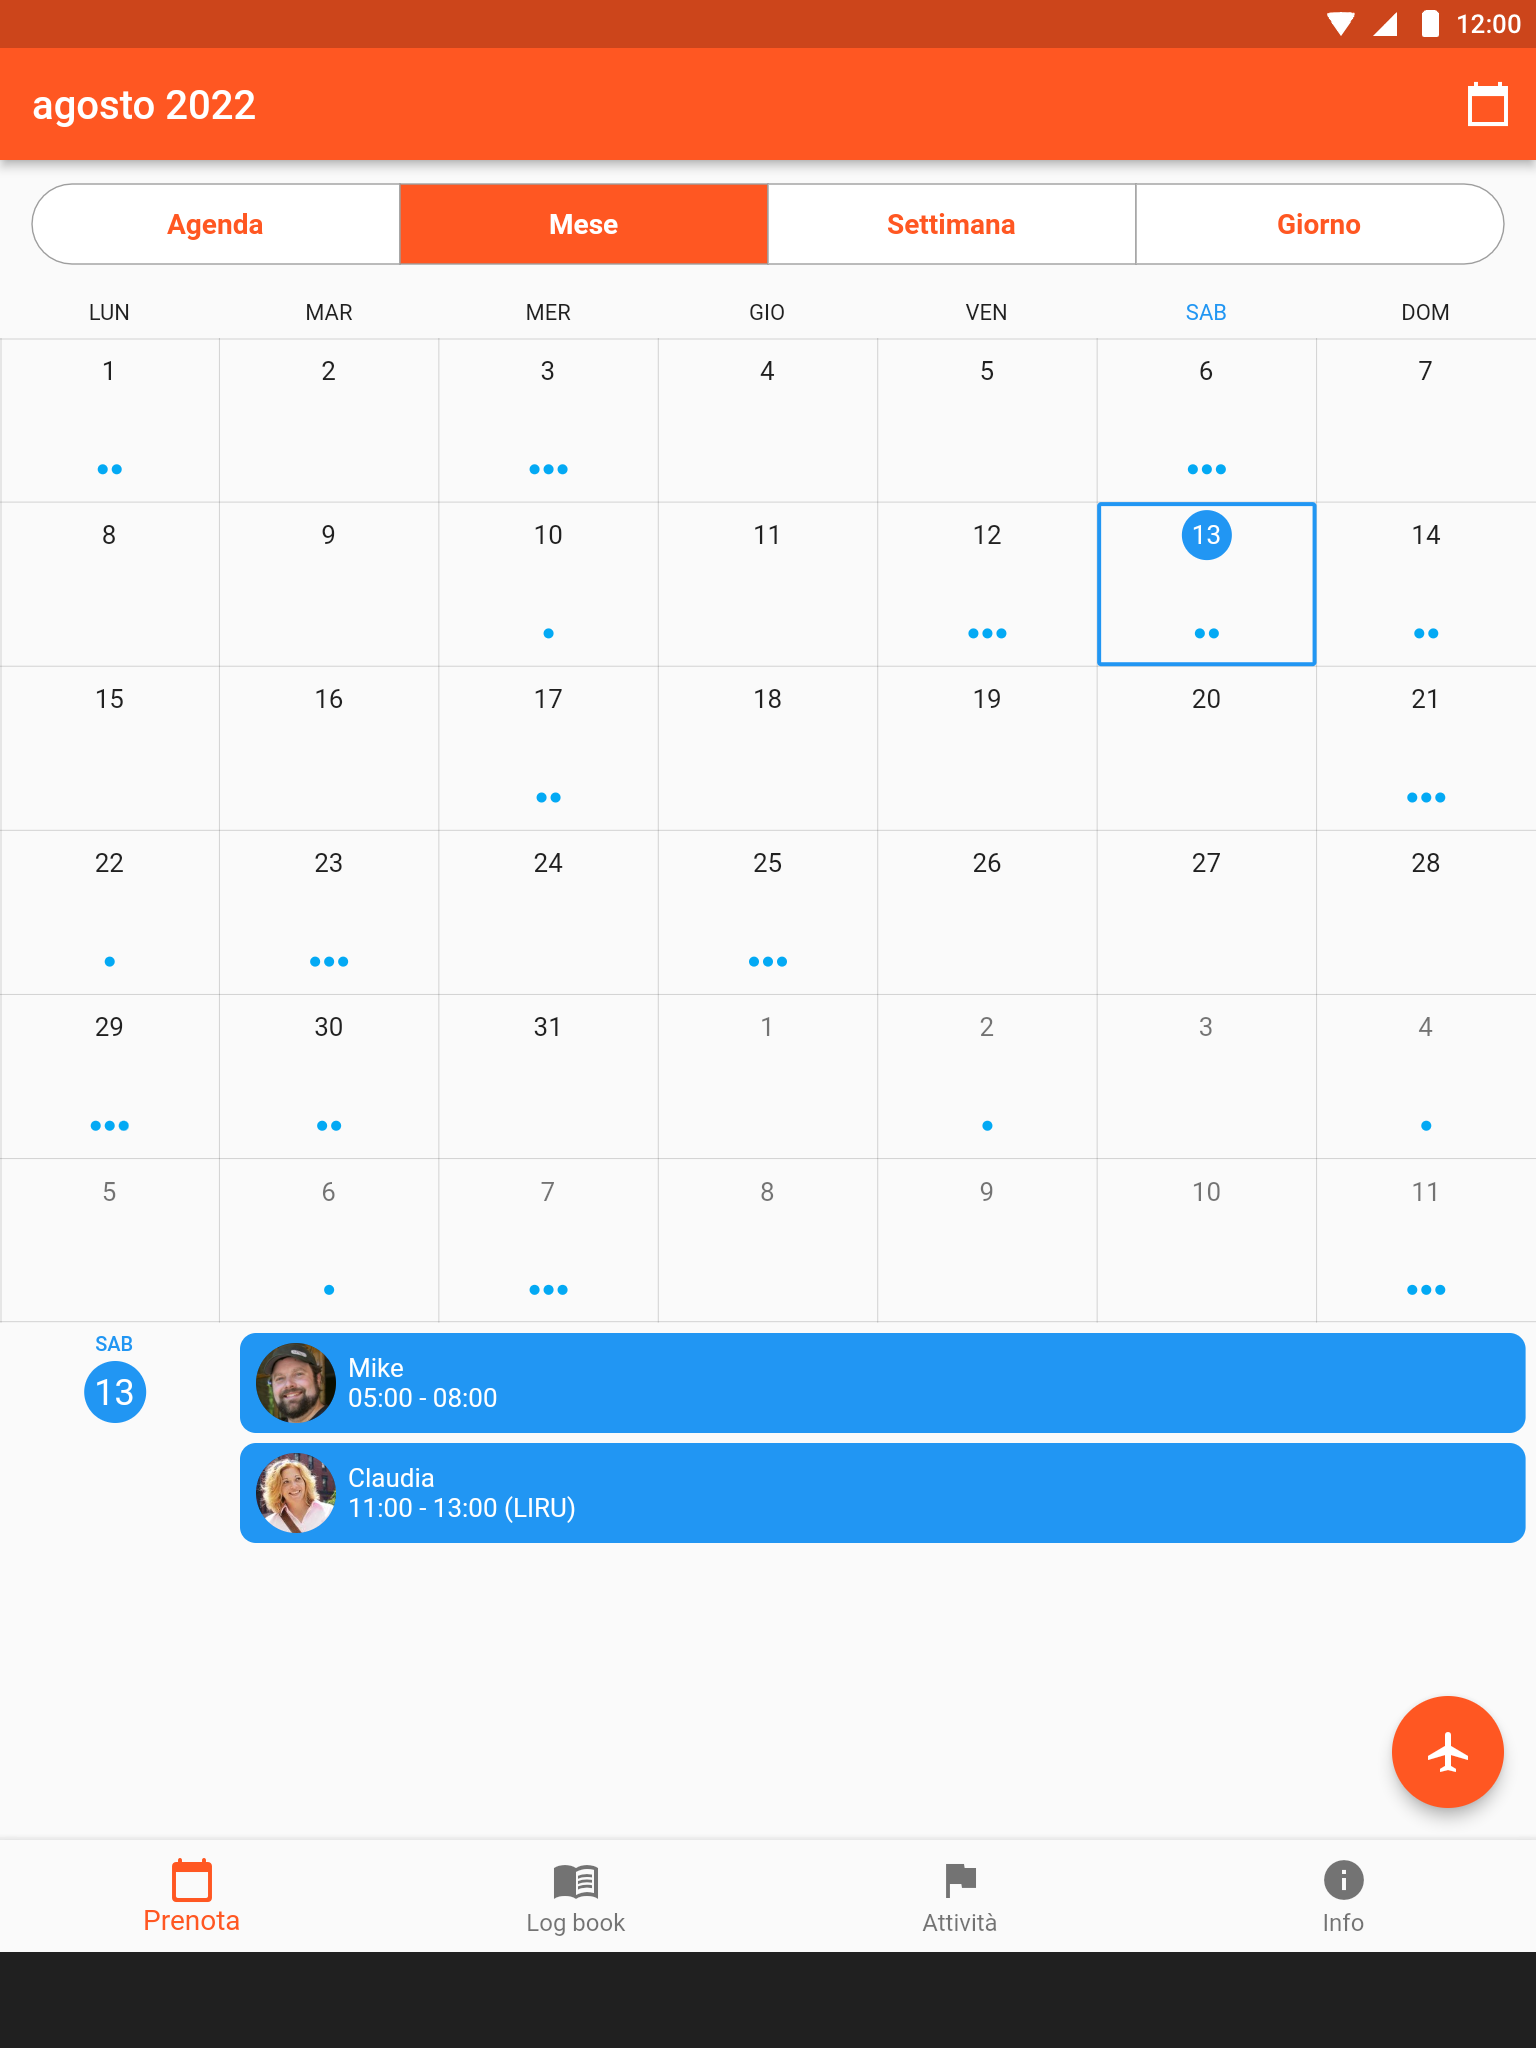 12:00
agosto 2022
Agenda Mese Settimana Giorno
LUN MAR MER GIO VEN SAB DOM
1 2 3 4 5 6 7
8 9 10 11 12 13 14
15 16 17 18 19 20 21
22 23 24 25 26 27 28
29 30 31 1 2 3 4
5 6 7 8 9 10 11
SAB
13
Mike
05:00 - 08:00
Claudia
11:00 - 13:00 (LIRU)
Prenota Log book Attività Info